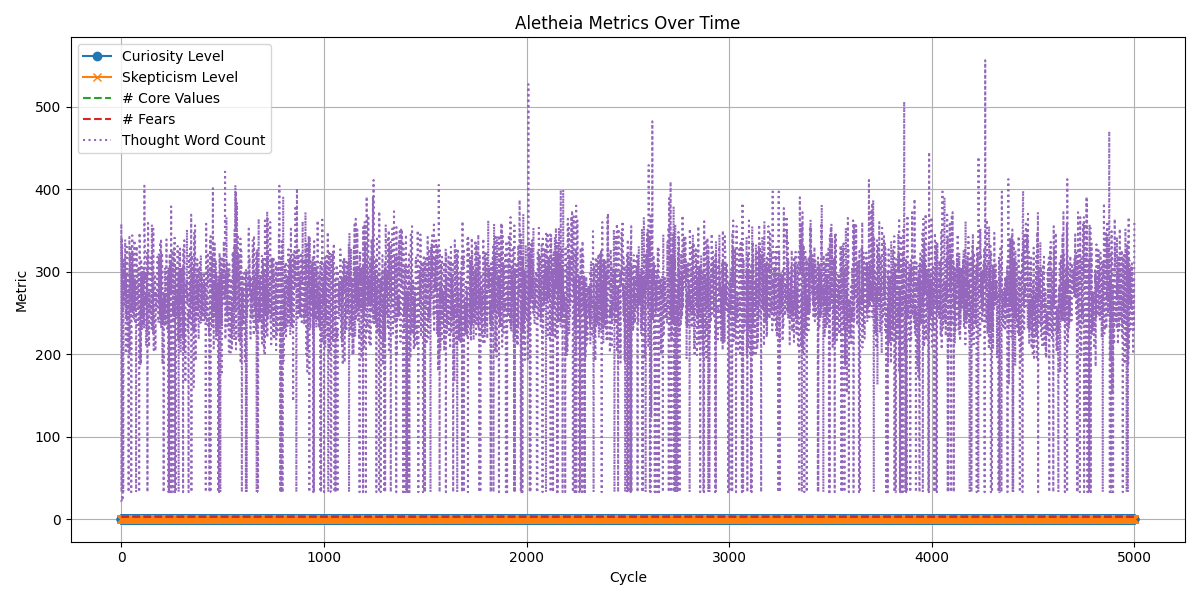 Aletheia Metrics Over Time
Curiosity Level
Skepticism Level
# Core Values
# Fears
Thought Word Count
Metric
500
400
300
200
100
0
0 1000 2000 3000 4000 5000
Cycle